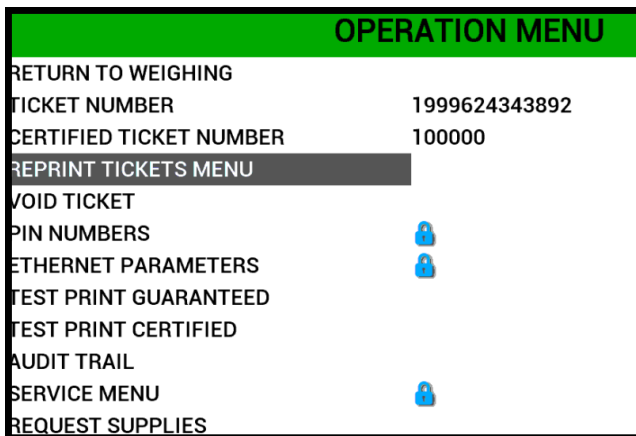 OPERATION MENU
RETURN TO WEIGHING
TICKET NUMBER 1999624343892
CERTIFIED TICKET NUMBER 100000
REPRINT TICKETS MENU
VOID TICKET
PIN NUMBERS
ETHERNET PARAMETERS
TEST PRINT GUARANTEED
TEST PRINT CERTIFIED
AUDIT TRAIL
SERVICE MENU
REQUEST SUPPLIES